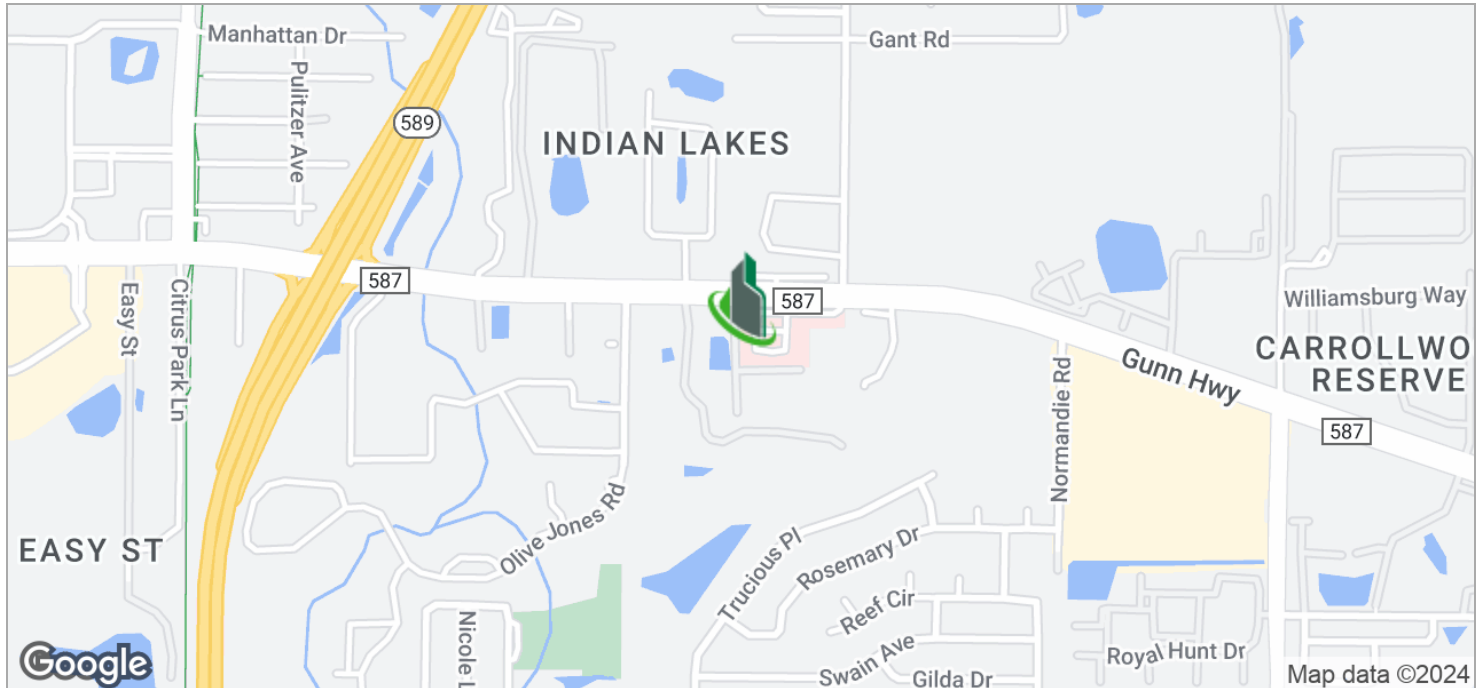 Manhattan Dr
Gant Rd
Pulitzer Ave
589
INDIAN LAKES
587
587
Easy St
Citrus Park Ln
Williamsburg Way
CARROLLWO
RESERVE
Gunn Hwy
Normandie Rd
587
Olive Jones Rd
EASY ST
Trucious Pl
Rosemary Dr
Reef Cir
Nicole L
Swain Ave
Royal Hunt Dr
Gilda Dr
Google
Map data ©2024